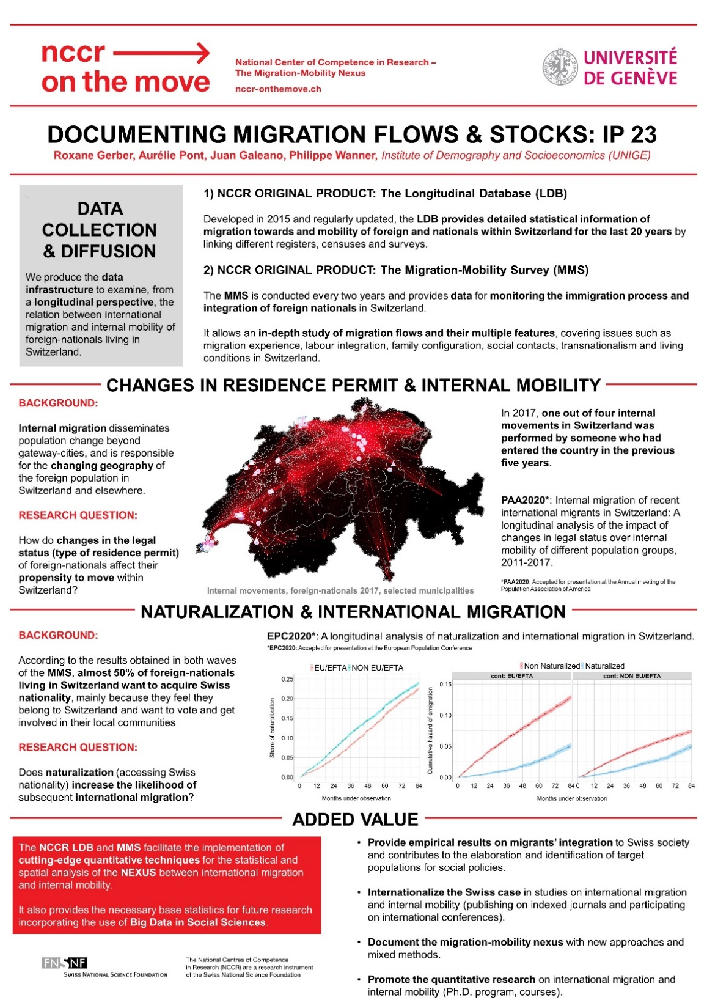 nccr
on the move
National Center of Competence in Research –
The Migration-Mobility Nexus
nccr-onthemove.ch
UNIVERSITÉ
DE GENÈVE
DOCUMENTING MIGRATION FLOWS & STOCKS: IP 23
Roxane Gerber, Aurélie Pont, Juan Galeano, Philippe Wanner, Institute of Demography and Socioeconomics (UNIGE)
DATA
COLLECTION
& DIFFUSION
We produce the data
infrastructure to examine, from
a longitudinal perspective, the
relation between international
migration and internal mobility of
foreign-nationals living in
Switzerland.
1) NCCR ORIGINAL PRODUCT: The Longitudinal Database (LDB)
Developed in 2015 and regularly updated, the LDB provides detailed statistical information of
migration towards and mobility of foreign and nationals within Switzerland for the last 20 years by
linking different registers, censuses and surveys.
2) NCCR ORIGINAL PRODUCT: The Migration-Mobility Survey (MMS)
The MMS is conducted every two years and provides data for monitoring the immigration process and
integration of foreign nationals in Switzerland.
It allows an in-depth study of migration flows and their multiple features, covering issues such as
migration experience, labour integration, family configuration, social contacts, transnationalism and living
conditions in Switzerland.
CHANGES IN RESIDENCE PERMIT & INTERNAL MOBILITY
BACKGROUND:
Internal migration disseminates
population change beyond
gateway-cities, and is responsible
for the changing geography of
the foreign population in
Switzerland and elsewhere.
RESEARCH QUESTION:
How do changes in the legal
status (type of residence permit)
of foreign-nationals affect their
propensity to move within
Switzerland?
Internal movements, foreign-nationals 2017, selected municipalities
In 2017, one out of four internal
movements in Switzerland was
performed by someone who had
entered the country in the previous
five years.
PAA2020*: Internal migration of recent
international migrants in Switzerland: A
longitudinal analysis of the impact of
changes in legal status over internal
mobility of different population groups,
2011-2017.
*PAA2020: Accepted for presentation at the Annual meeting of the
Population Association of America
NATURALIZATION & INTERNATIONAL MIGRATION
BACKGROUND:
According to the results obtained in both waves
of the MMS, almost 50% of foreign-nationals
living in Switzerland want to acquire Swiss
nationality, mainly because they feel they
belong to Switzerland and want to vote and get
involved in their local communities
RESEARCH QUESTION:
Does naturalization (accessing Swiss
nationality) increase the likelihood of
subsequent international migration?
EPC2020*: A longitudinal analysis of naturalization and international migration in Switzerland.
*EPC2020: Accepted for presentation at the European Population Conference
EU/EFTA NON EU/EFTA
Share of naturalization
0.25
0.20
0.15
0.10
0.05
0.00
0 12 24 36 48 60 72 84
Months under observation
Non Naturalized Naturalized
cont: EU/EFTA cont: NON EU/EFTA
Cumulative hazard of emigration
0.15
0.10
0.05
0.00
0 12 24 36 48 60 72 84 0 12 24 36 48 60 72 84
Months under observation
ADDED VALUE
The NCCR LDB and MMS facilitate the implementation of
cutting-edge quantitative techniques for the statistical and
spatial analysis of the NEXUS between international migration
and internal mobility.
It also provides the necessary base statistics for future research
incorporating the use of Big Data in Social Sciences.
• Provide empirical results on migrants' integration to Swiss society
and contributes to the elaboration and identification of target
populations for social policies.
• Internationalize the Swiss case in studies on international migration
and internal mobility (publishing on indexed journals and participating
on international conferences).
• Document the migration-mobility nexus with new approaches and
mixed methods.
• Promote the quantitative research on international migration and
internal mobility (Ph.D. program, courses).
FNSNF
SWISS NATIONAL SCIENCE FOUNDATION
The National Centres of Competence
in Research (NCCR) are a research instrument
of the Swiss National Science Foundation